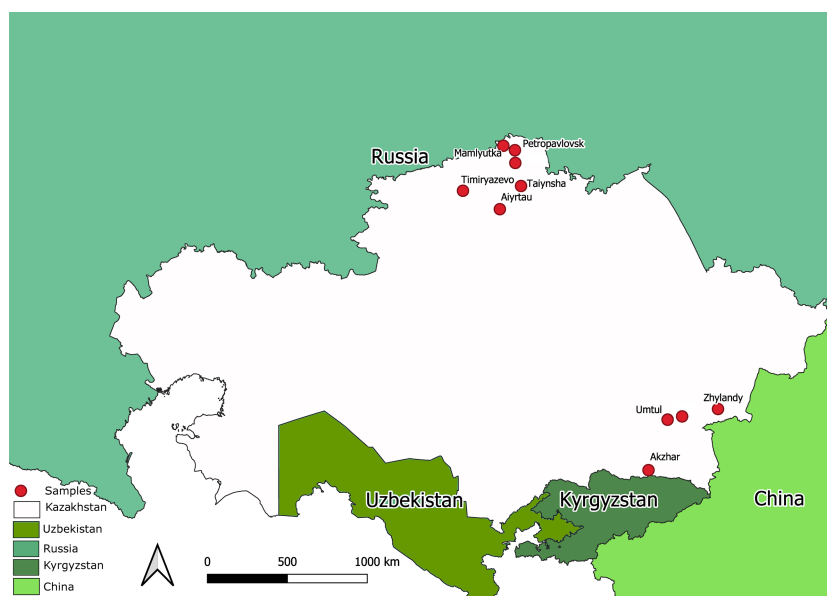 Petropavlovsk
Mamlyutka
Russia
Timiryazevo
Taiynsha
Aiyrtau
Zhylandy
Umtul
Akzhar
Uzbekistan
Kyrgyzstan
China
Samples
Kazakhstan
Uzbekistan
Russia
Kyrgyzstan
China
0 500 1000 km